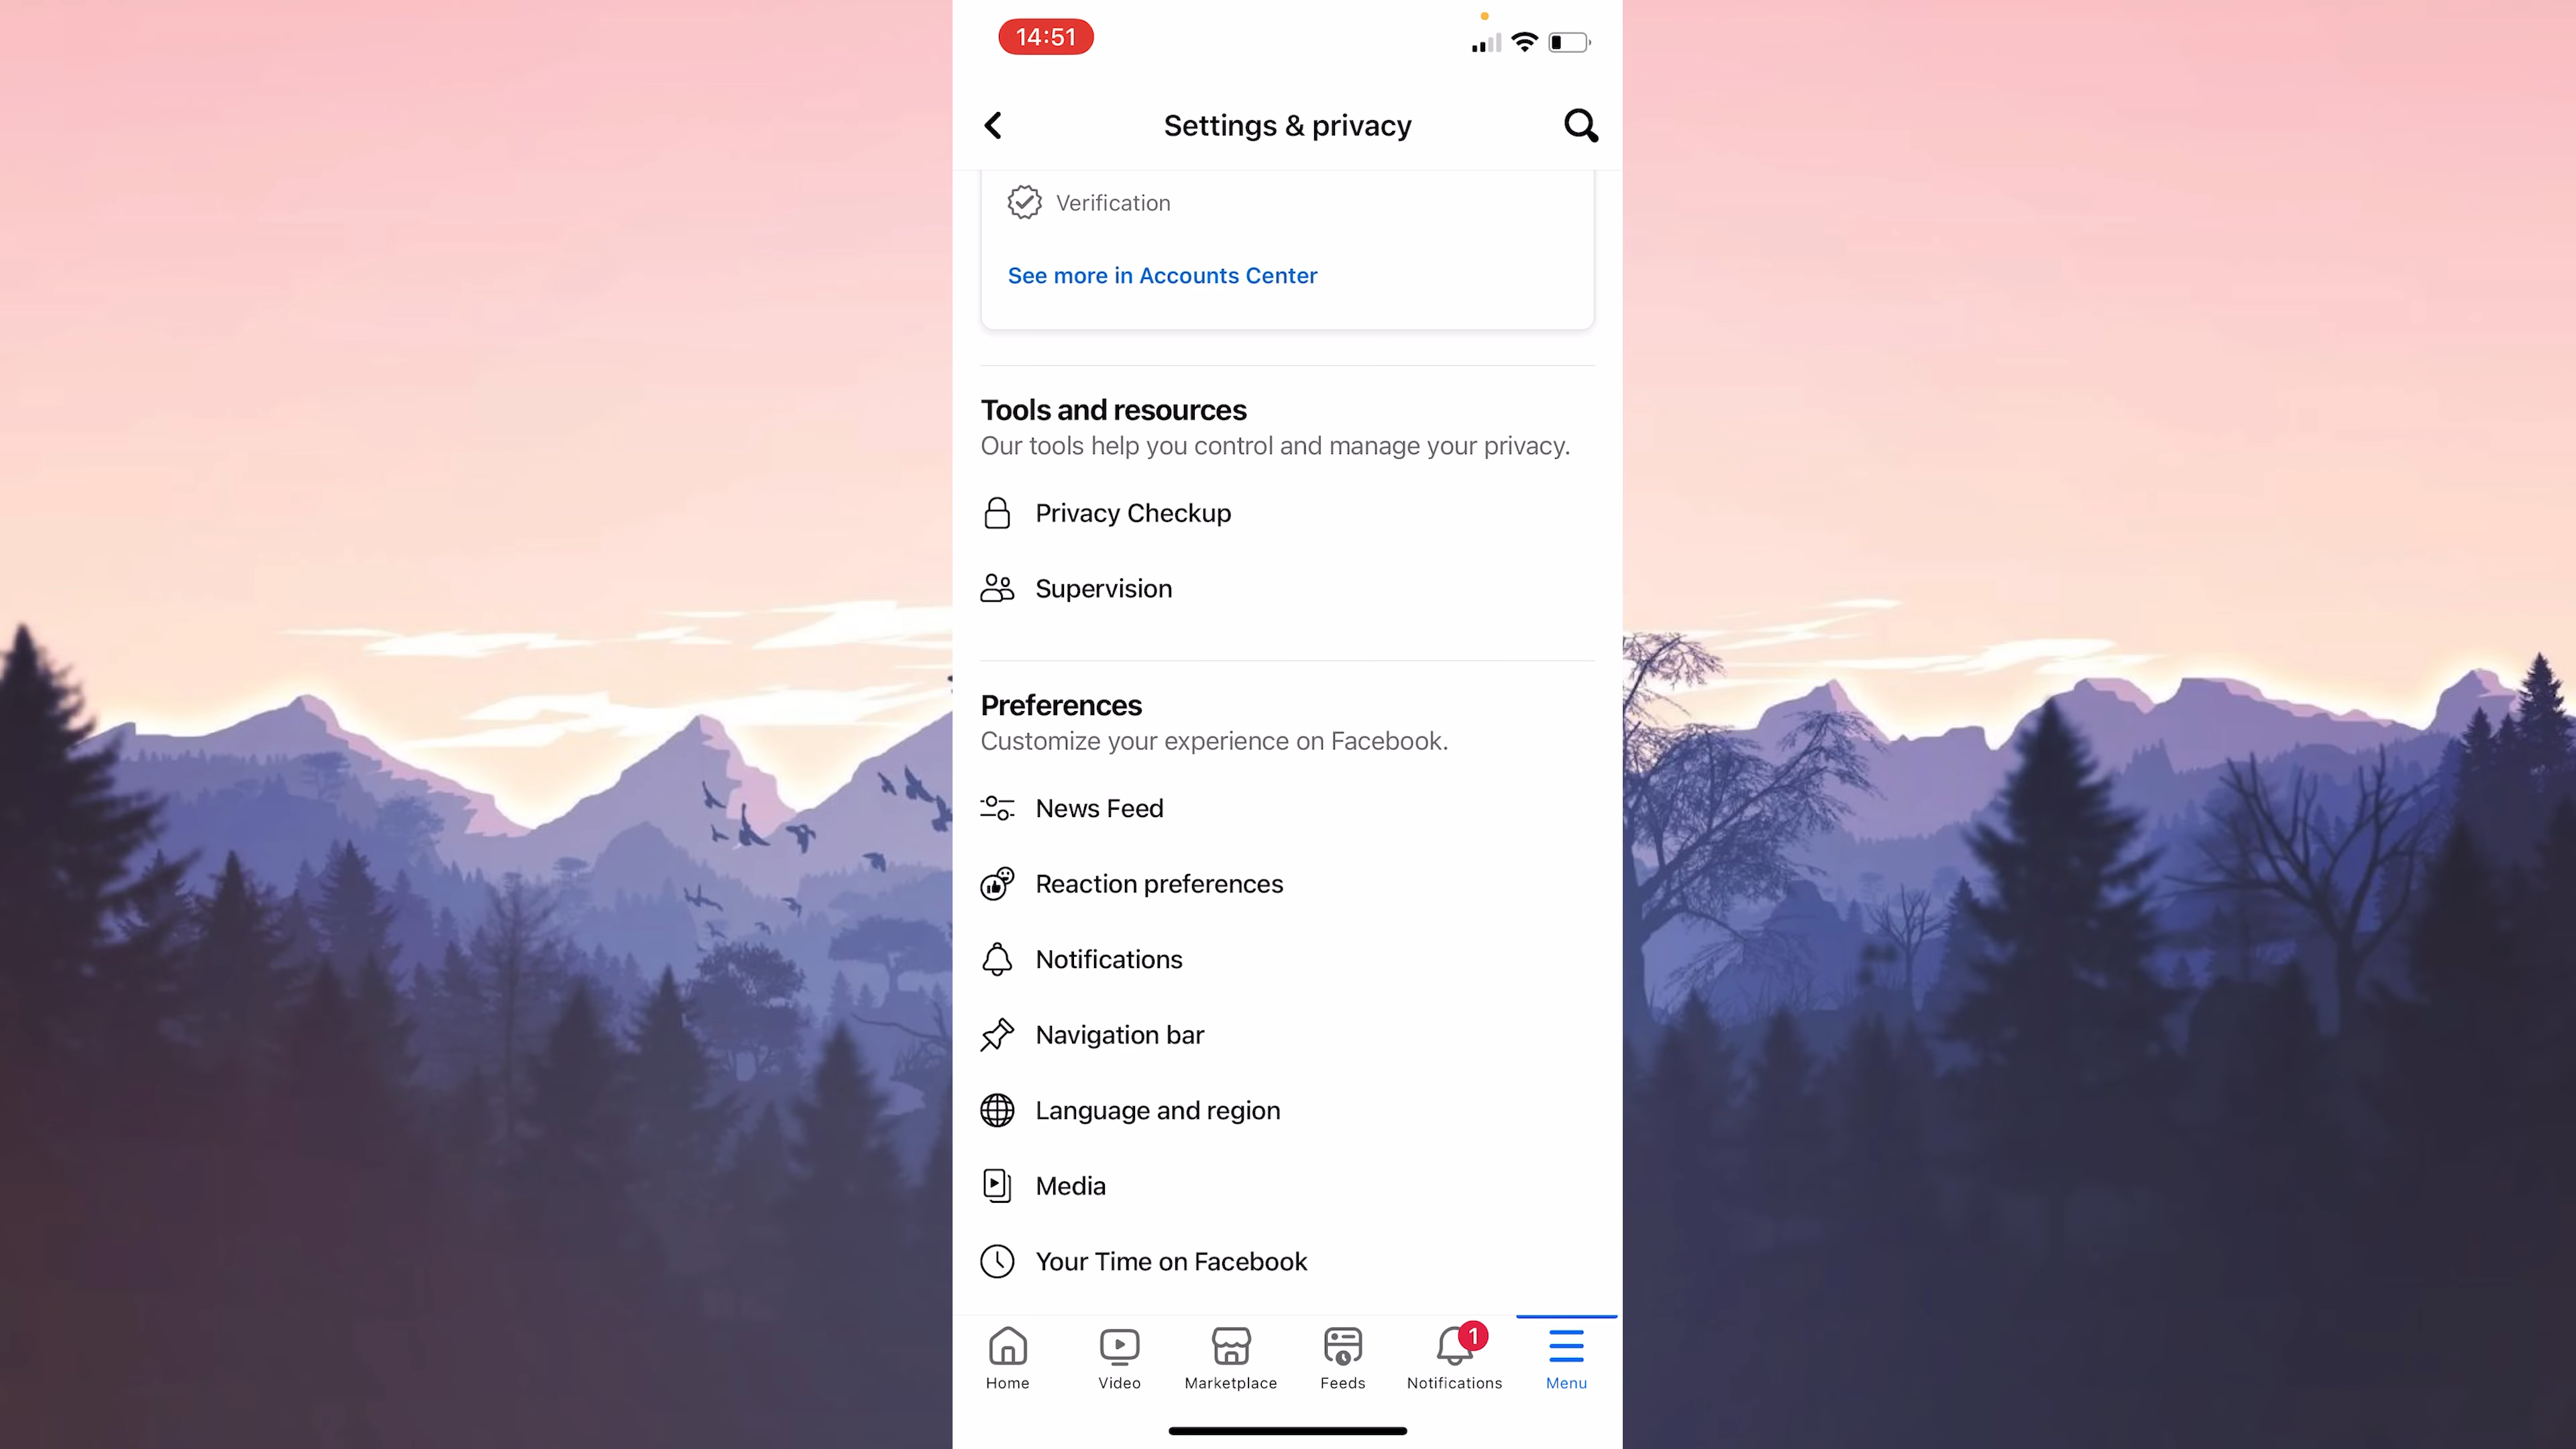 14:51
Settings & privacy
Verification
See more in Accounts Center
Tools and resources
Our tools help you control and manage your privacy.
Privacy Checkup
Supervision
Preferences
Customize your experience on Facebook.
News Feed
Reaction preferences
Notifications
Navigation bar
Language and region
Media
Your Time on Facebook
1
Home Video Marketplace Feeds Notifications Menu